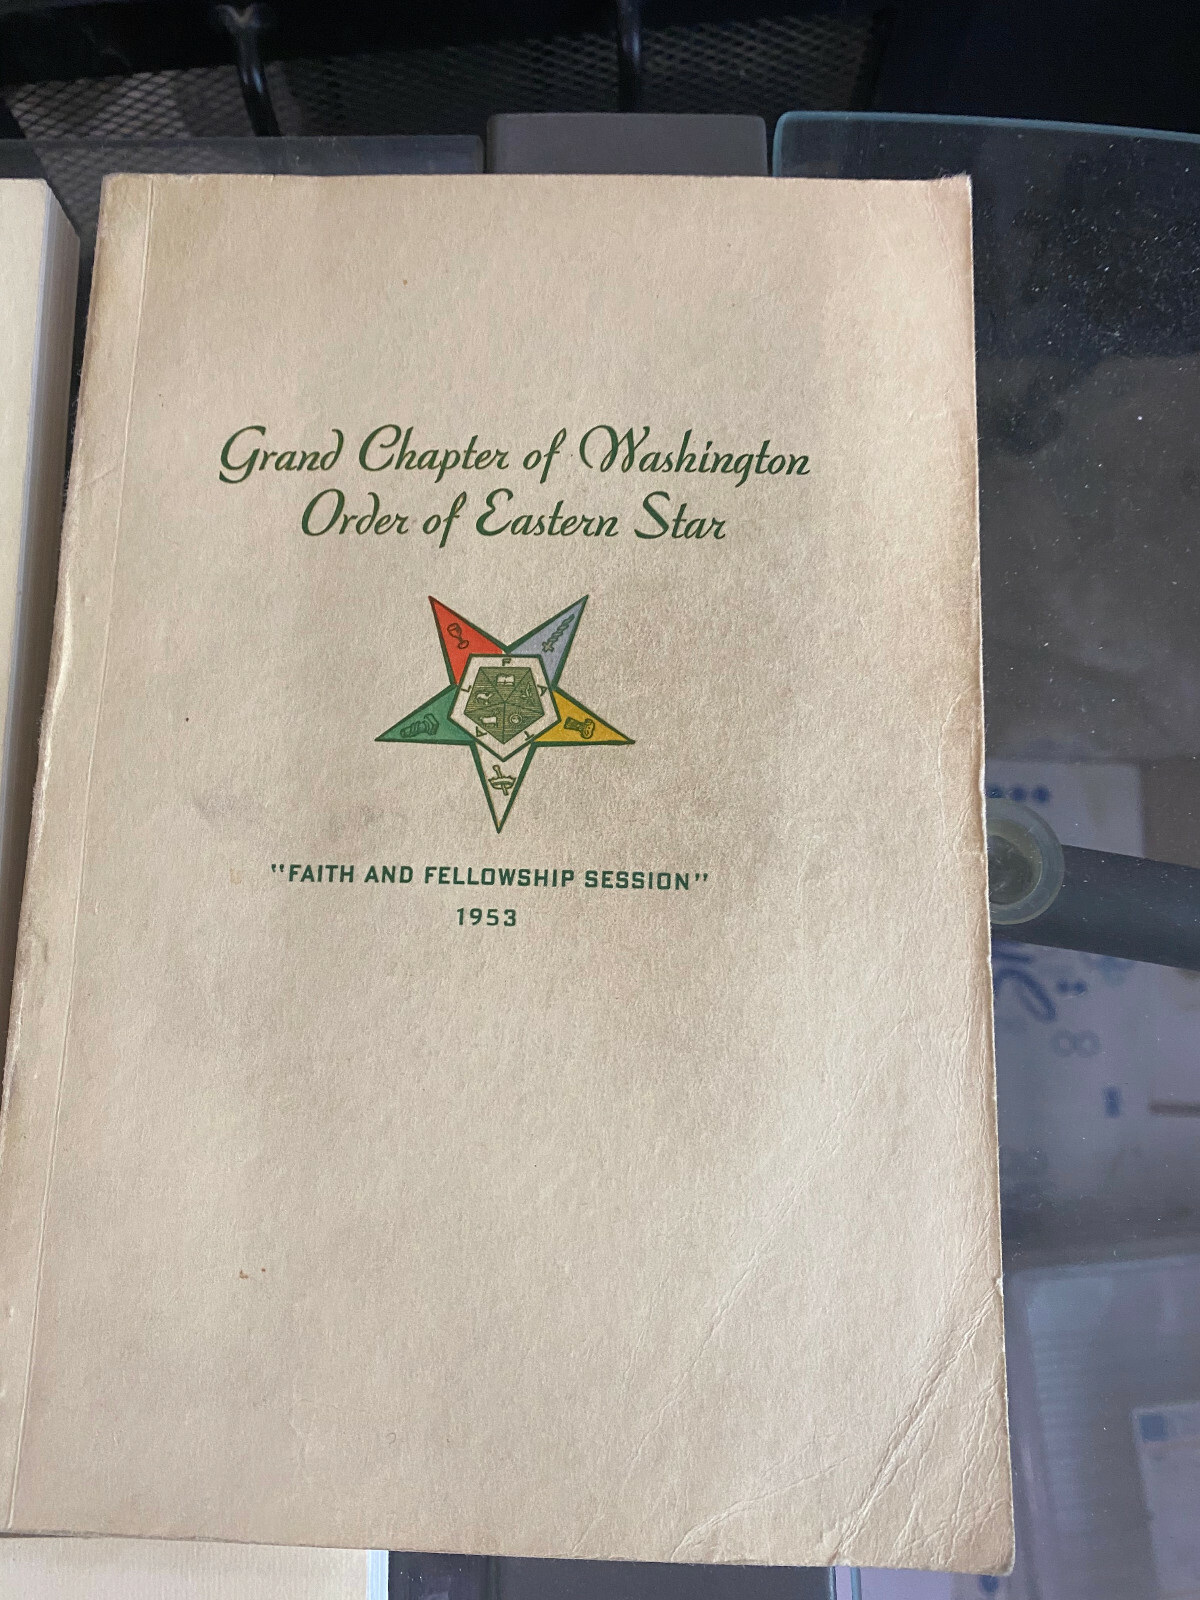 Grand Chapter of Washington
Order of Eastern Star
F
A
T
A
L
"FAITH AND FELLOWSHIP SESSION"
1953